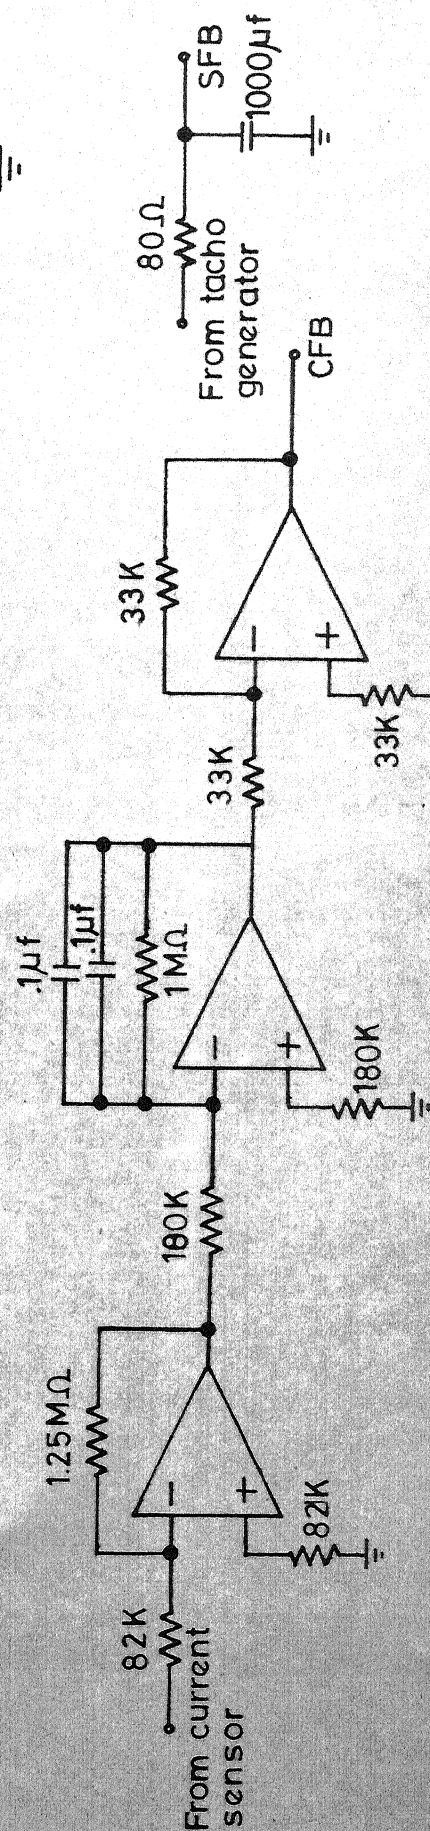 From current
sensor
82K
1.25MΩ
−
+
82K
180K
.1µf
.1µf
1MΩ
−
+
180K
33K
33K
−
+
33K
CFB
From tacho
generator
80Ω
SFB
1000µf